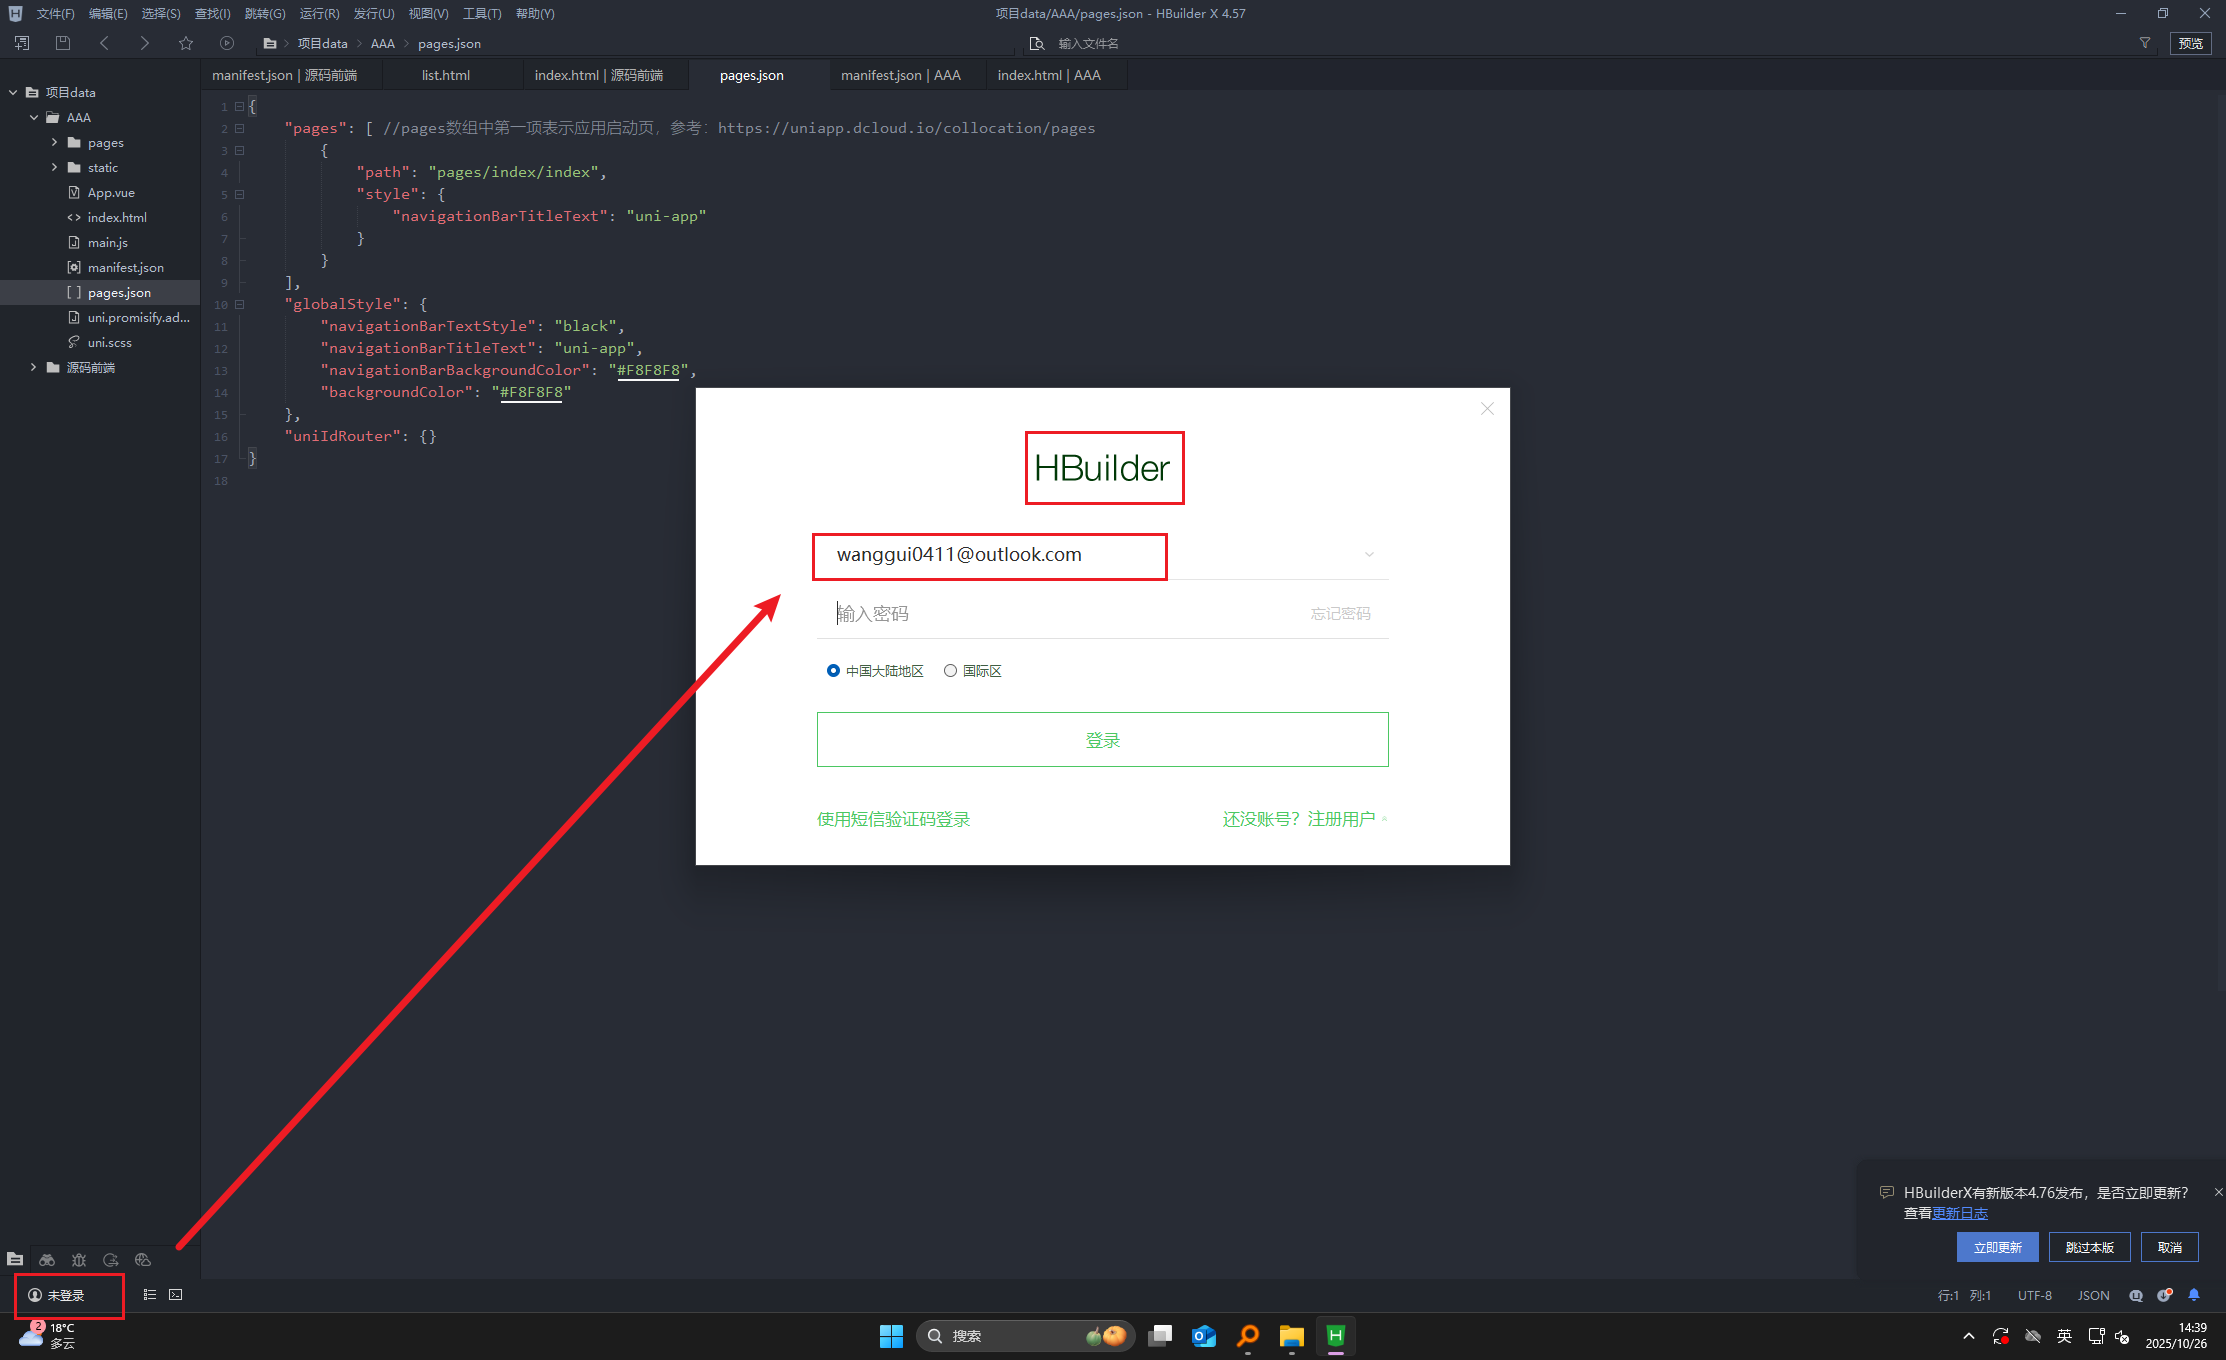 文件(F) 编辑(E) 选择(S) 查找(I) 跳转(G) 运行(R) 发行(U) 视图(V) 工具(T) 帮助(Y)
项目data/AAA/pages.json - HBuilder X 4.57
项目data AAA pages.json
输入文件名
预览
manifest.json | 源码前端
list.html
index.html | 源码前端
pages.json
manifest.json | AAA
index.html | AAA
项目data
AAA
pages
static
App.vue
index.html
main.js
manifest.json
pages.json
uni.promisify.ad...
uni.scss
源码前端
1 {
2 "pages": [ //pages数组中第一项表示应用启动页，参考：https://uniapp.dcloud.io/collocation/pages
3 {
4 "path": "pages/index/index",
5 "style": {
6 "navigationBarTitleText": "uni-app"
7 }
8 }
9 ],
10 "globalStyle": {
11 "navigationBarTextStyle": "black",
12 "navigationBarTitleText": "uni-app",
13 "navigationBarBackgroundColor": "#F8F8F8",
14 "backgroundColor": "#F8F8F8"
15 },
16 "uniIdRouter": {}
17 }
18
HBuilder
wanggui0411@outlook.com
输入密码
忘记密码
中国大陆地区 国际区
登录
使用短信验证码登录
还没账号？注册用户
HBuilderX有新版本4.76发布，是否立即更新？
查看更新日志
立即更新 跳过本版 取消
未登录
行:1 列:1 UTF-8 JSON
2
18°C
多云
搜索
英
14:39
2025/10/26